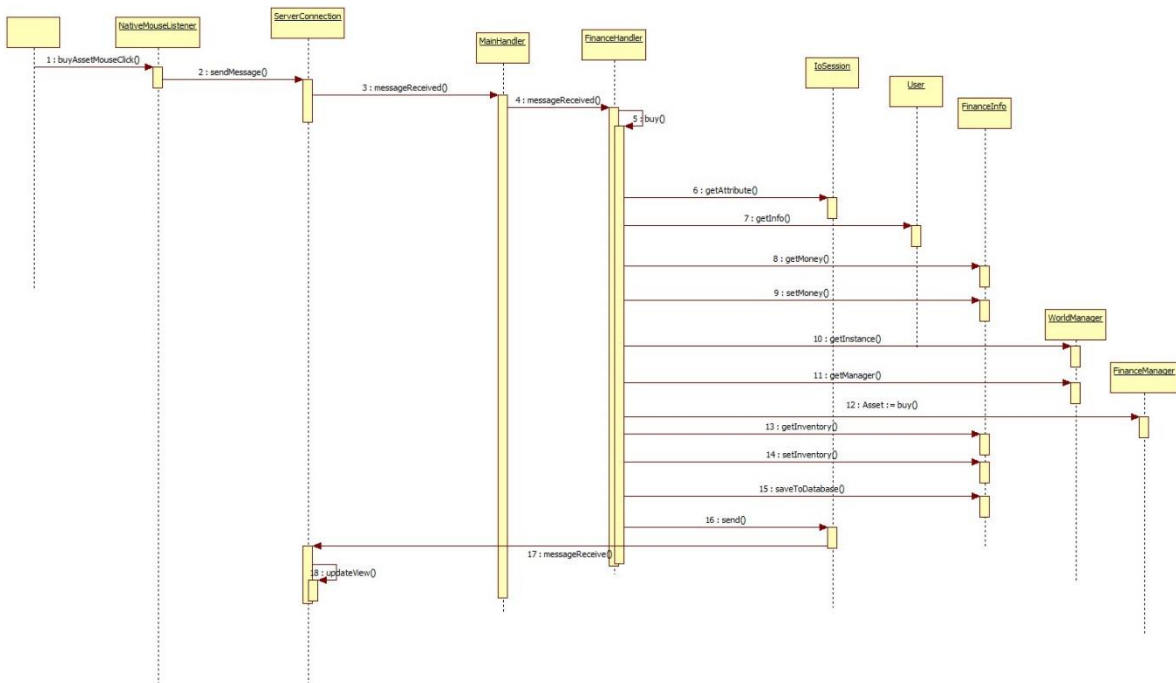 NativeMouseListener
ServerConnection
MainHandler
FinanceHandler
IoSession
User
FinanceInfo
WorldManager
FinanceManager
1 : buyAssetMouseClick()
2 : sendMessage()
3 : messageReceived()
4 : messageReceived()
5 : buy()
6 : getAttribute()
7 : getInfo()
8 : getMoney()
9 : setMoney()
10 : getInstance()
11 : getManager()
12 : Asset := buy()
13 : getInventory()
14 : setInventory()
15 : saveToDatabase()
16 : send()
17 : messageReceive()
18 : updateView()